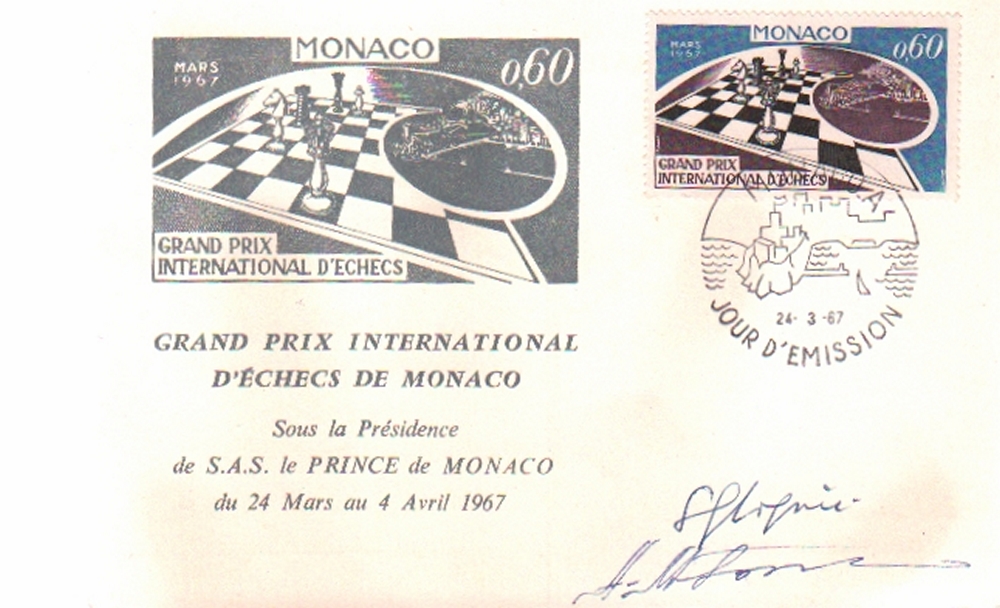 MONACO
MARS
1967
0,60
GRAND PRIX
INTERNATIONAL D'ECHECS
MONACO
MARS
1967
0,60
GRAND PRIX
INTERNATIONAL D'ECHECS
24-3-67
JOUR D'EMISSION
GRAND PRIX INTERNATIONAL
D'ÉCHECS DE MONACO
Sous la Présidence
de S.A.S. le PRINCE de MONACO
du 24 Mars au 4 Avril 1967